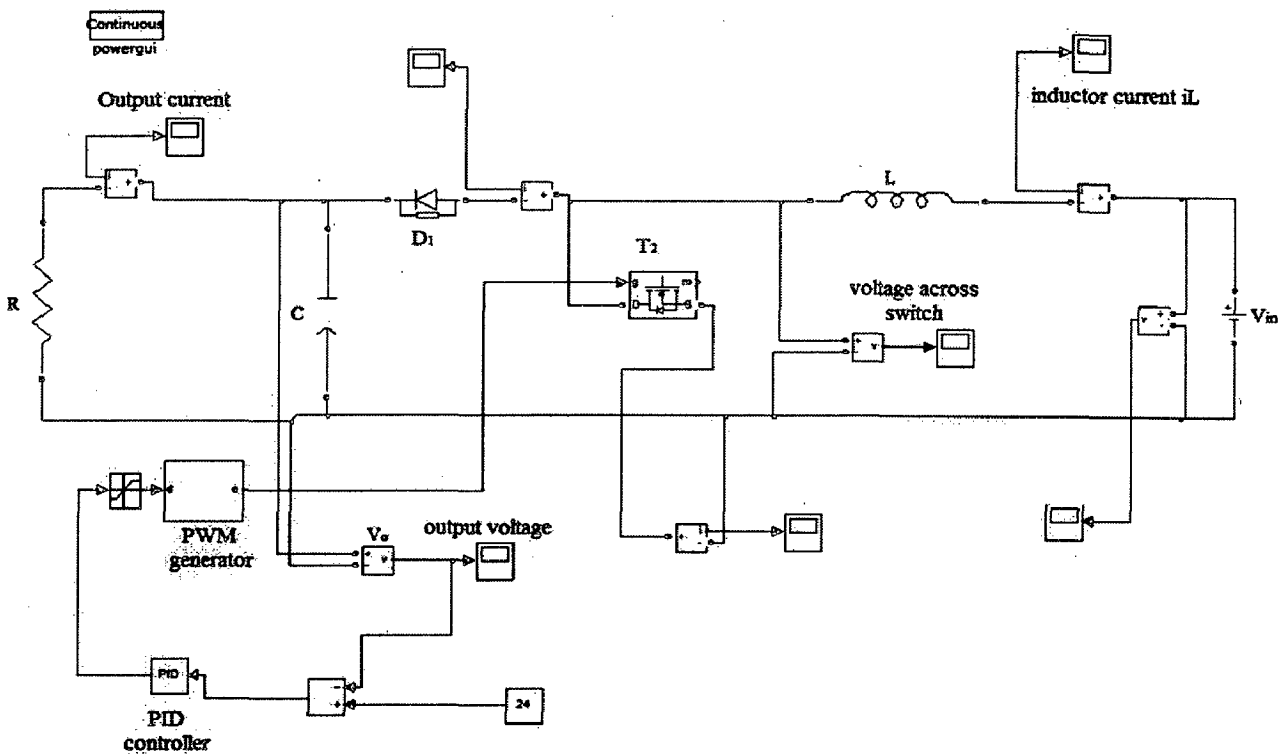 Continuous
powergui
Output current
inductor current iL
L
D1
T2
R
C
voltage across
switch
Vin
PWM
generator
Vo
output voltage
PID
PID
controller
24